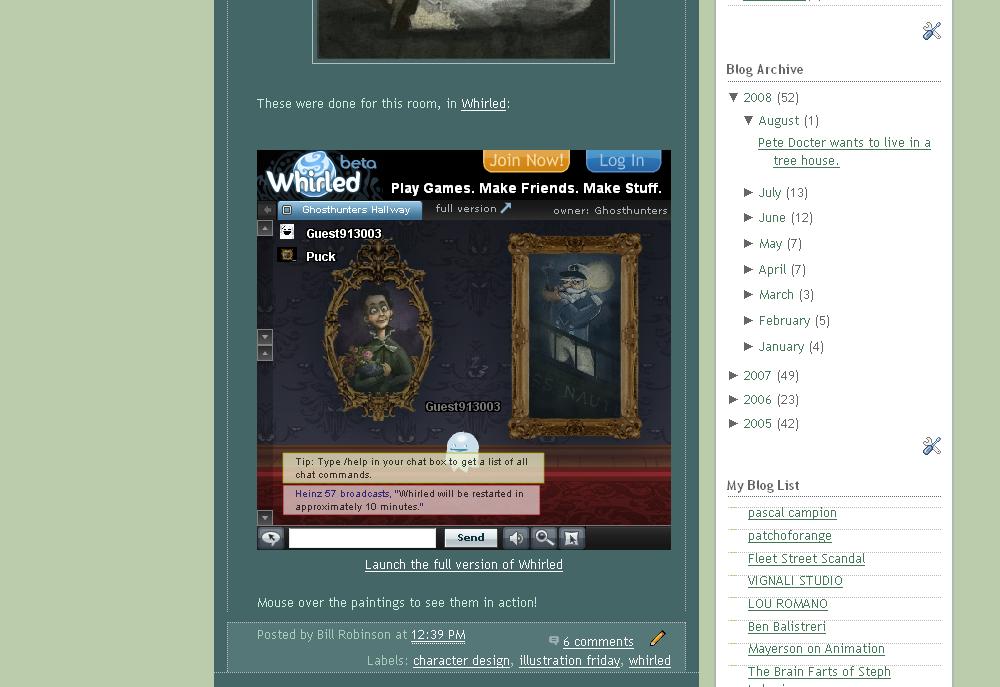 These were done for this room, in Whirled:
Whirled beta
Join Now! Log In
Play Games. Make Friends. Make Stuff.
Ghosthunters Hallway full version owner: Ghosthunters
Guest913003
Puck
Guest913003
Tip: Type /help in your chat box to get a list of all
chat commands.
Heinz 57 broadcasts, "Whirled will be restarted in
approximately 10 minutes."
Send
Launch the full version of Whirled
Mouse over the paintings to see them in action!
Posted by Bill Robinson at 12:39 PM
6 comments
Labels: character design, illustration friday, whirled
Blog Archive
▼ 2008 (52)
▼ August (1)
Pete Docter wants to live in a
tree house.
► July (13)
► June (12)
► May (7)
► April (7)
► March (3)
► February (5)
► January (4)
► 2007 (49)
► 2006 (23)
► 2005 (42)
My Blog List
pascal campion
patchoforange
Fleet Street Scandal
VIGNALI STUDIO
LOU ROMANO
Ben Balistreri
Mayerson on Animation
The Brain Farts of Steph